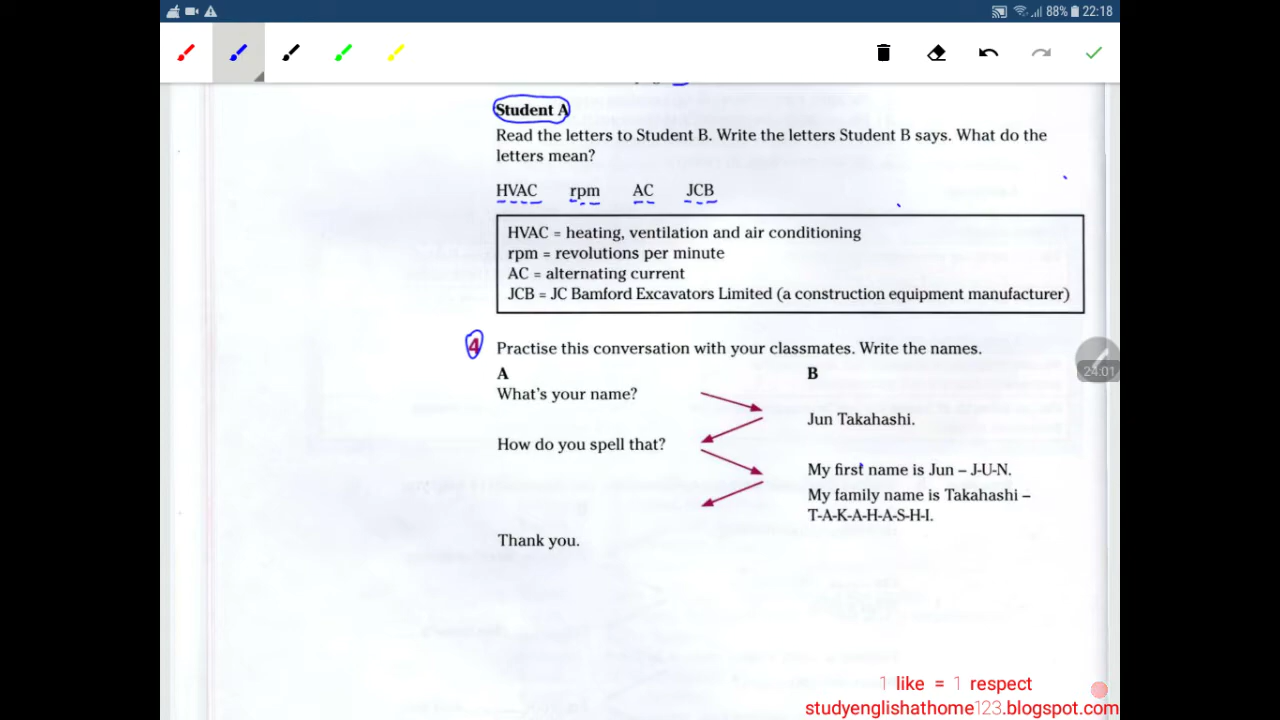 88% 22:18
Student A
Read the letters to Student B. Write the letters Student B says. What do the
letters mean?
HVAC rpm AC JCB
HVAC = heating, ventilation and air conditioning
rpm = revolutions per minute
AC = alternating current
JCB = JC Bamford Excavators Limited (a construction equipment manufacturer)
24:01
4 Practise this conversation with your classmates. Write the names.
A B
What's your name?
Jun Takahashi.
How do you spell that?
My first name is Jun – J-U-N.
My family name is Takahashi –
T-A-K-A-H-A-S-H-I.
Thank you.
1 like = 1 respect
studyenglishathome123.blogspot.com